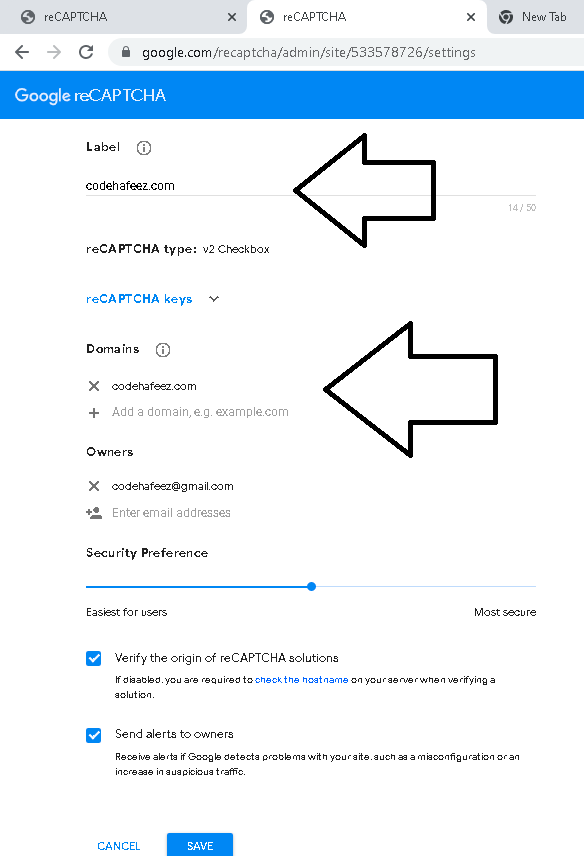 reCAPTCHA reCAPTCHA New Tab
google.com/recaptcha/admin/site/533578726/settings
Google reCAPTCHA
Label
codehafeez.com
14 / 50
reCAPTCHA type: v2 Checkbox
reCAPTCHA keys
Domains
codehafeez.com
Add a domain, e.g. example.com
Owners
codehafeez@gmail.com
Enter email addresses
Security Preference
Easiest for users Most secure
Verify the origin of reCAPTCHA solutions
If disabled, you are required to check the hostname on your server when verifying a
solution.
Send alerts to owners
Receive alerts if Google detects problems with your site, such as a misconfiguration or an
increase in suspicious traffic.
CANCEL SAVE